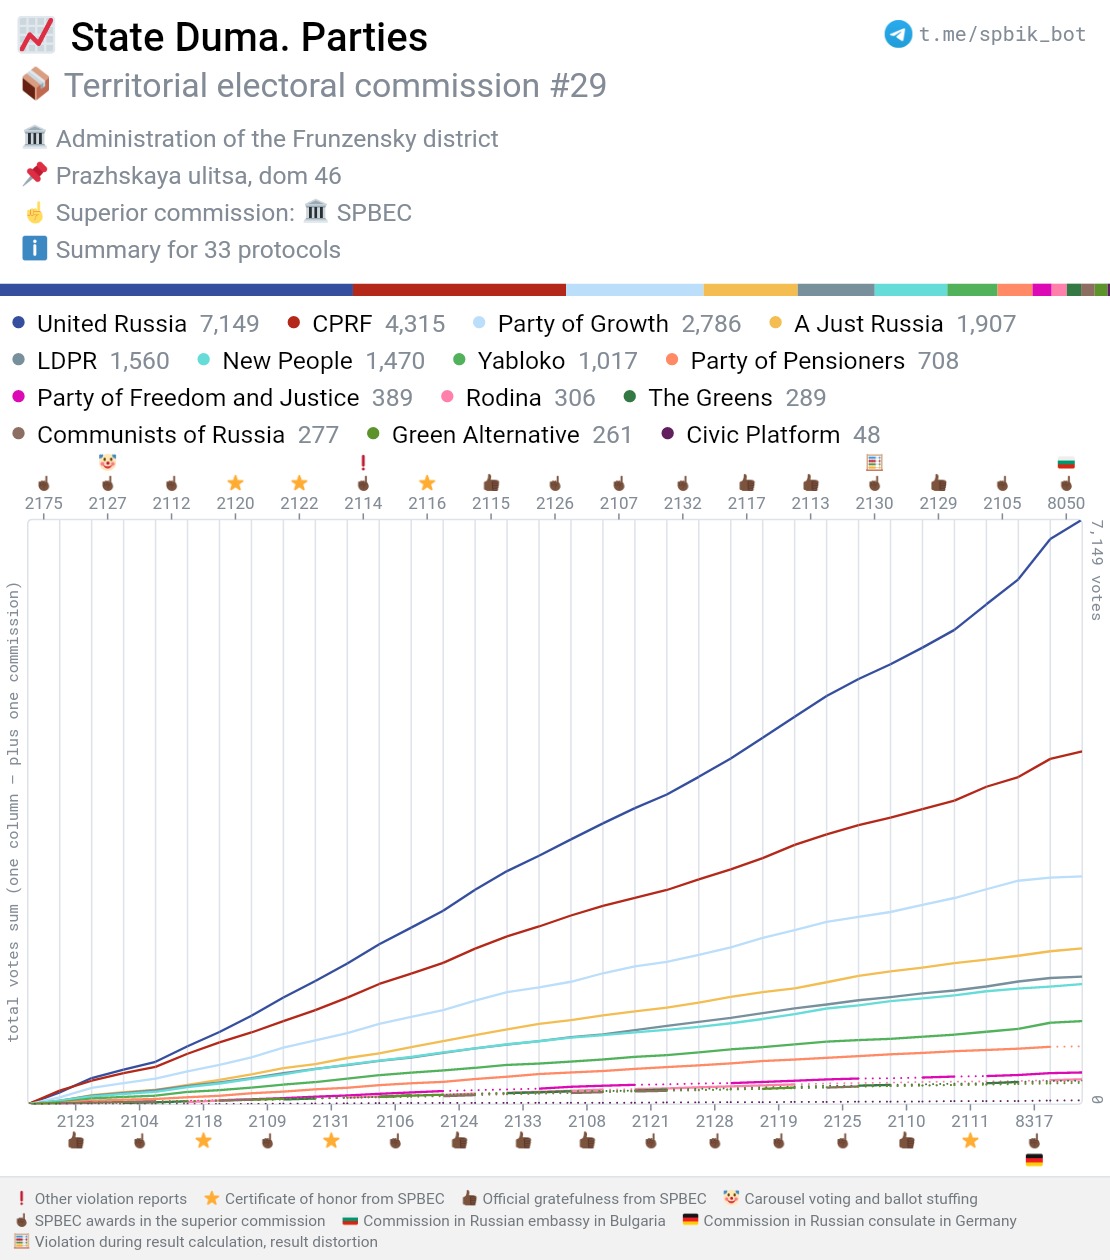 State Duma. Parties
t.me/spbik_bot
Territorial electoral commission #29
Administration of the Frunzensky district
Prazhskaya ulitsa, dom 46
Superior commission: SPBEC
Summary for 33 protocols
United Russia 7,149 CPRF 4,315 Party of Growth 2,786 A Just Russia 1,907
LDPR 1,560 New People 1,470 Yabloko 1,017 Party of Pensioners 708
Party of Freedom and Justice 389 Rodina 306 The Greens 289
Communists of Russia 277 Green Alternative 261 Civic Platform 48
2175 2127 2112 2120 2122 2114 2116 2115 2126 2107 2132 2117 2113 2130 2129 2105 8050
7,149 votes
total votes sum (one column – plus one commission)
0
2123 2104 2118 2109 2131 2106 2124 2133 2108 2121 2128 2119 2125 2110 2111 8317
Other violation reports Certificate of honor from SPBEC Official gratefulness from SPBEC Carousel voting and ballot stuffing
SPBEC awards in the superior commission Commission in Russian embassy in Bulgaria Commission in Russian consulate in Germany
Violation during result calculation, result distortion